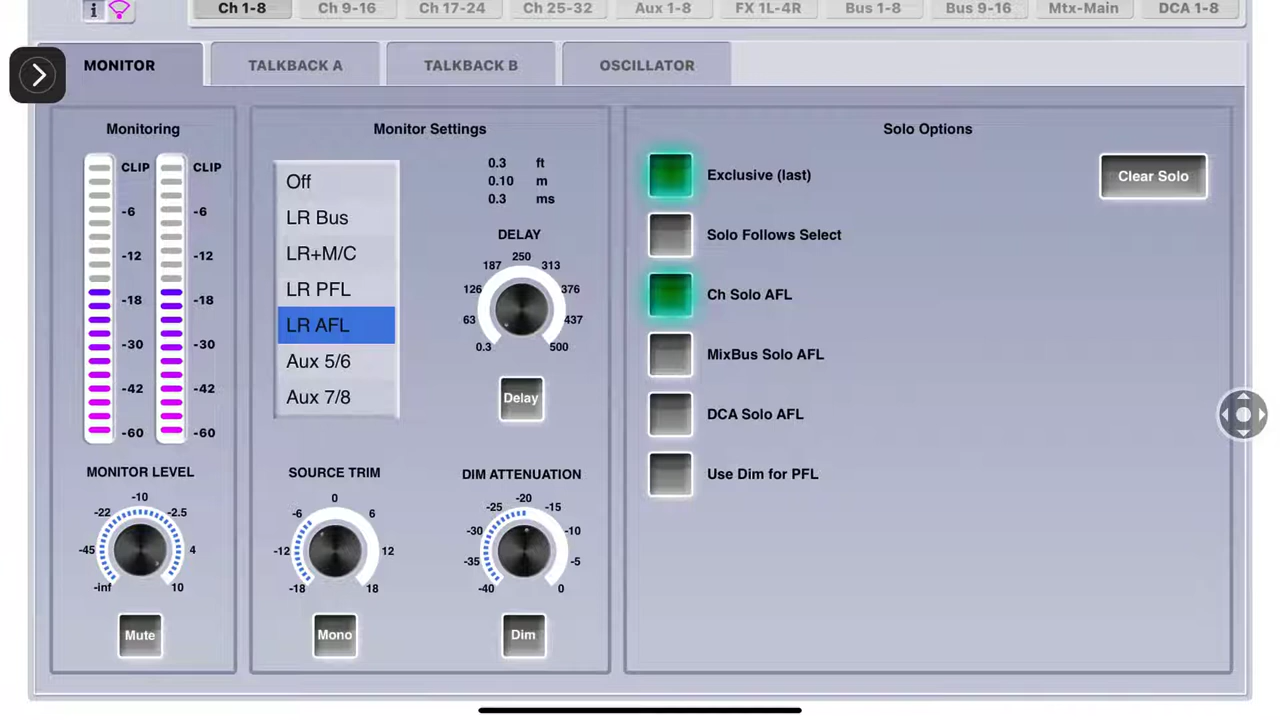 i
Ch 1-8
Ch 9-16
Ch 17-24
Ch 25-32
Aux 1-8
FX 1L-4R
Bus 1-8
Bus 9-16
Mtx-Main
DCA 1-8
MONITOR
TALKBACK A
TALKBACK B
OSCILLATOR
Monitoring
CLIP CLIP
-6 -6
-12 -12
-18 -18
-30 -30
-42 -42
-60 -60
MONITOR LEVEL
-10
-22 -2.5
-45 4
-inf 10
Mute
Monitor Settings
Off
LR Bus
LR+M/C
LR PFL
LR AFL
Aux 5/6
Aux 7/8
0.3 ft
0.10 m
0.3 ms
DELAY
250
187 313
126 376
63 437
0.3 500
Delay
SOURCE TRIM
0
-6 6
-12 12
-18 18
Mono
DIM ATTENUATION
-20
-25 -15
-30 -10
-35 -5
-40 0
Dim
Solo Options
Exclusive (last)
Clear Solo
Solo Follows Select
Ch Solo AFL
MixBus Solo AFL
DCA Solo AFL
Use Dim for PFL